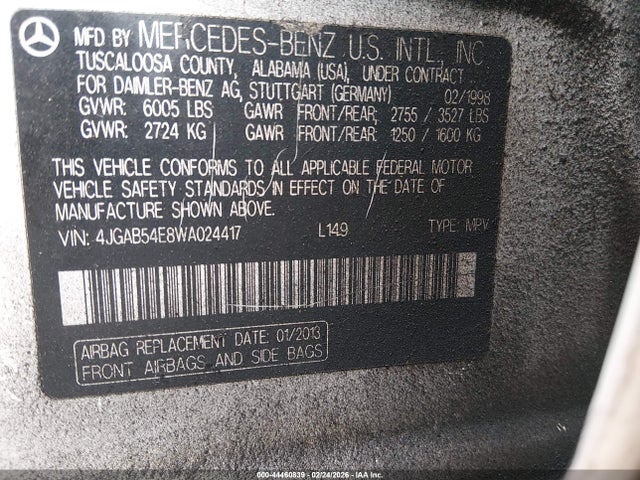 MFD BY MERCEDES-BENZ U.S. INTL., INC
TUSCALOOSA COUNTY, ALABAMA (USA), UNDER CONTRACT
FOR DAIMLER-BENZ AG, STUTTGART (GERMANY) 02/1998
GVWR: 6005 LBS GAWR FRONT/REAR: 2755 / 3527 LBS
GVWR: 2724 KG GAWR FRONT/REAR: 1250 / 1600 KG
THIS VEHICLE CONFORMS TO ALL APPLICABLE FEDERAL MOTOR
VEHICLE SAFETY STANDARDS IN EFFECT ON THE DATE OF
MANUFACTURE SHOWN ABOVE.
VIN: 4JGAB54E8WA024417 L149 TYPE: MPV
AIRBAG REPLACEMENT DATE: 01/2013
FRONT AIRBAGS AND SIDE BAGS
000-44460839 - 02/24/2026 - IAA Inc.